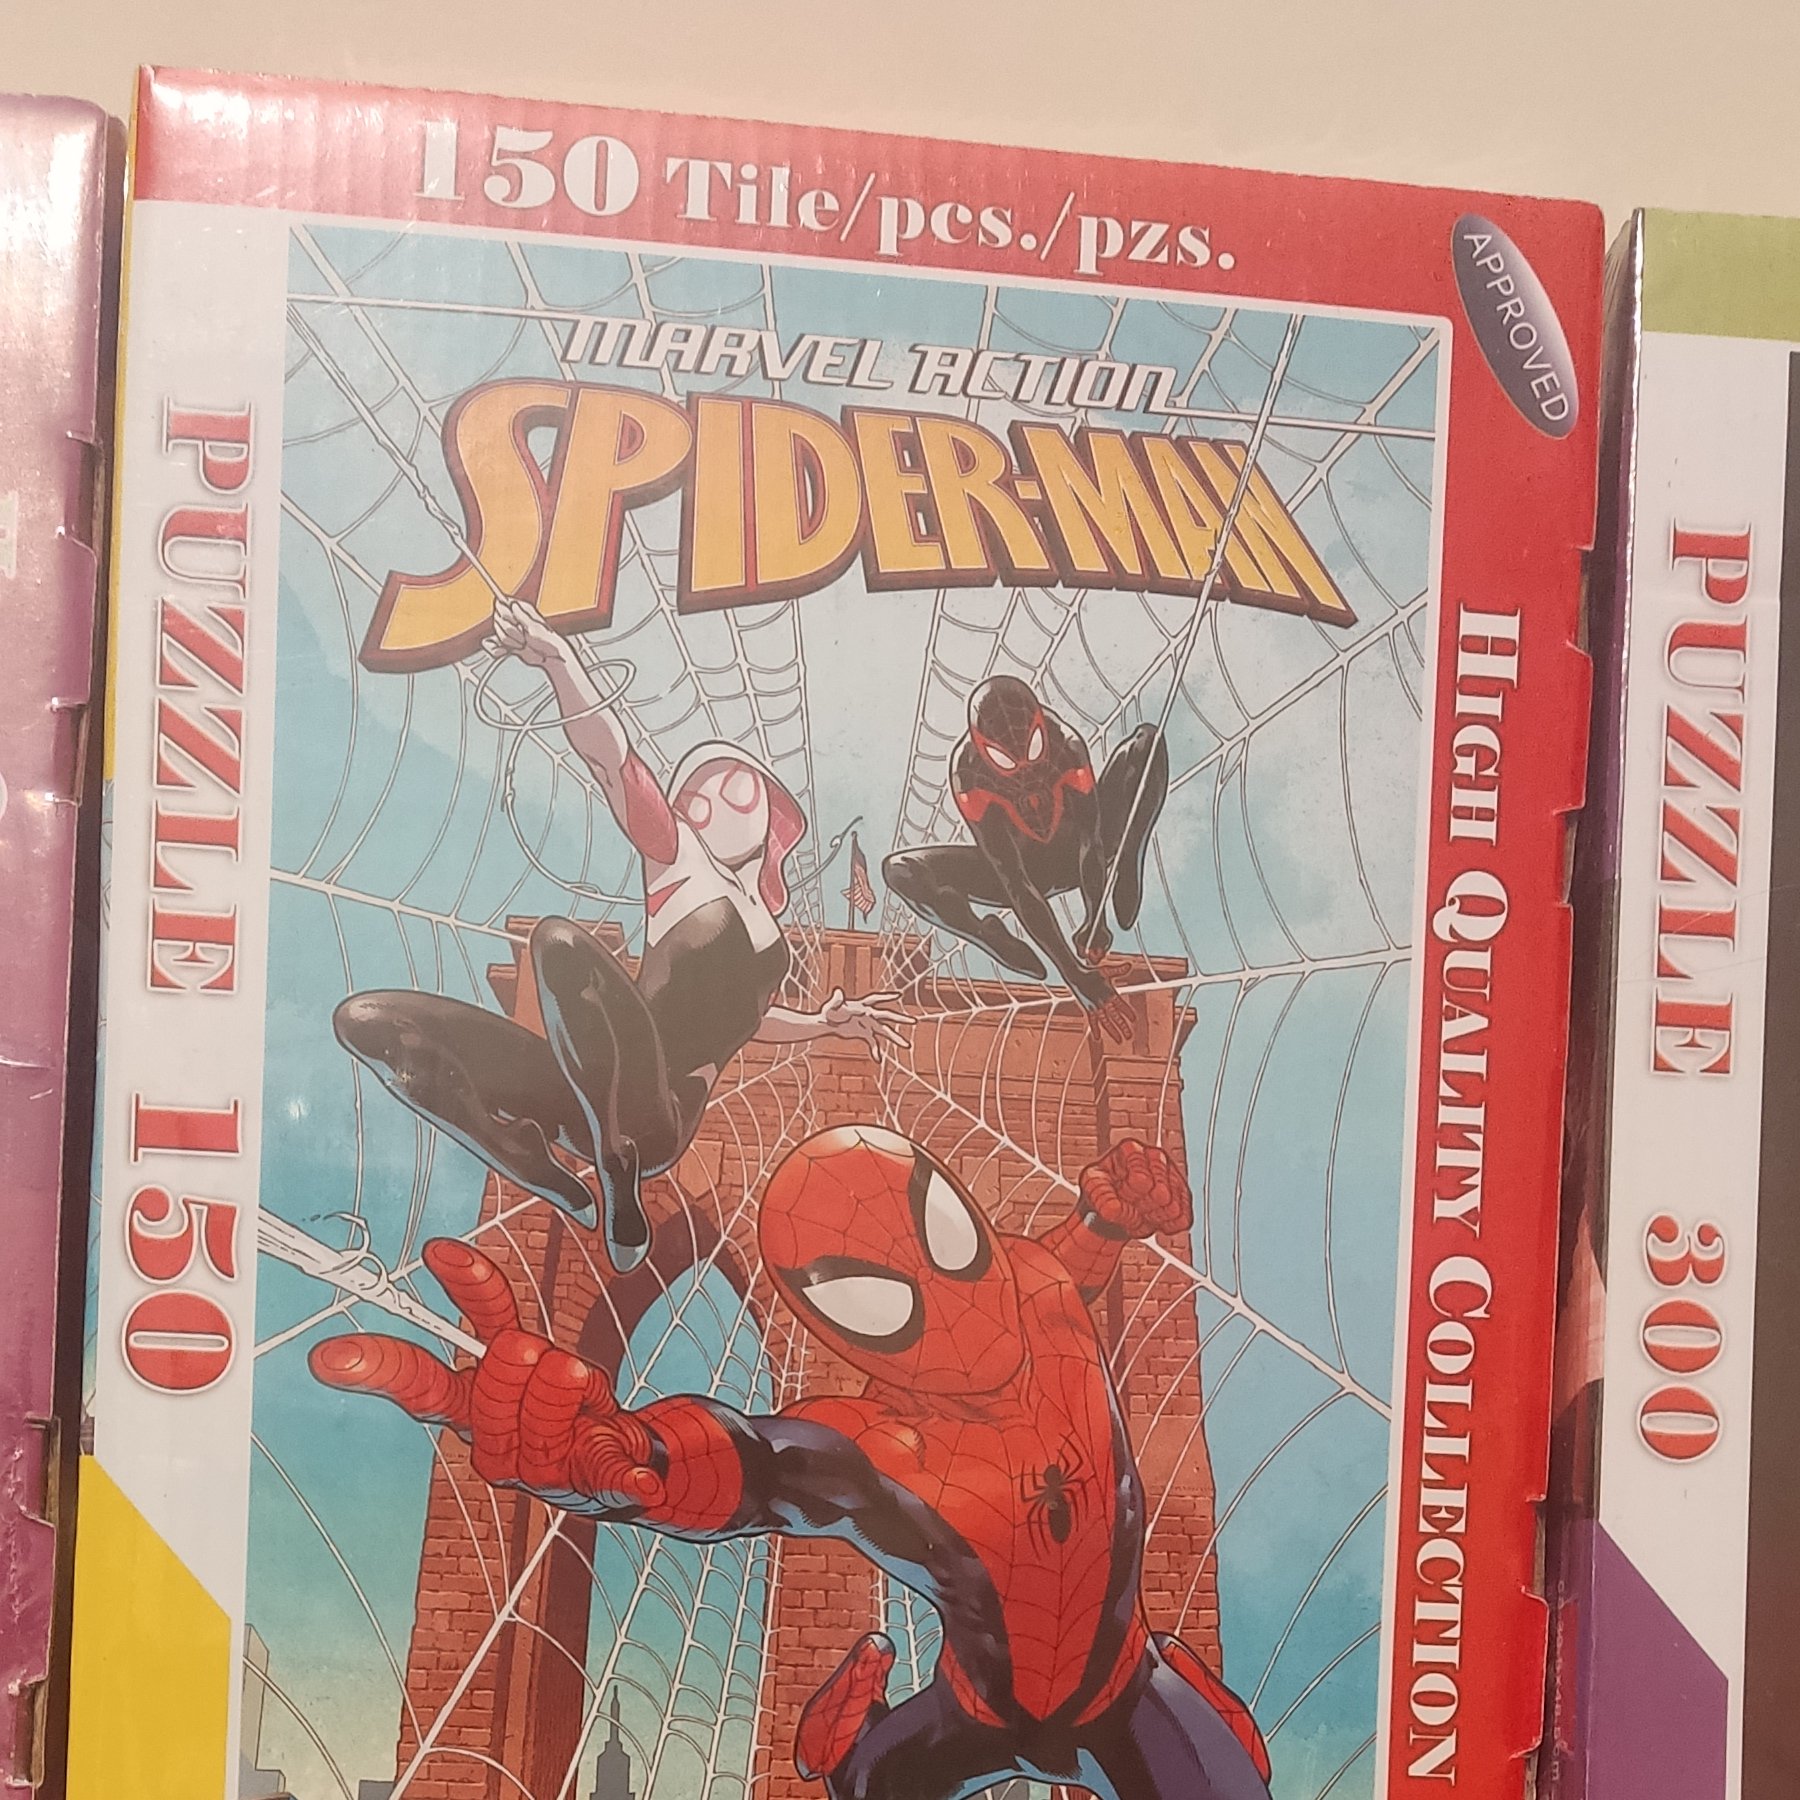 150 Tile/pcs./pzs.
APPROVED
MARVEL ACTION
SPIDER-MAN
PUZZLE 150
HIGH QUALITY COLLECTION
PUZZLE 300